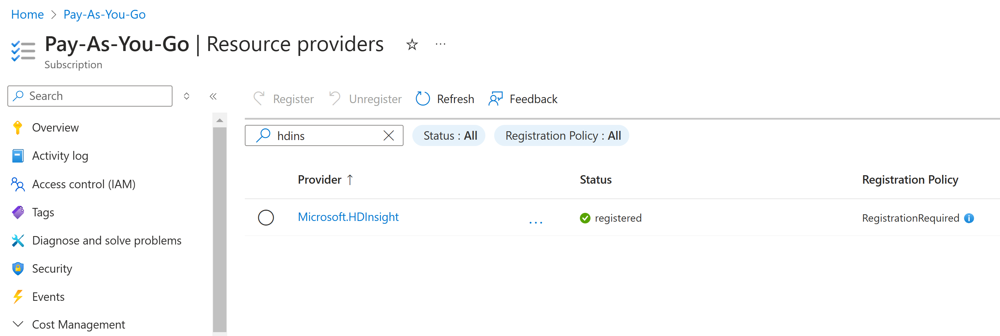 Home > Pay-As-You-Go
Pay-As-You-Go | Resource providers
Subscription
Search
Overview
Activity log
Access control (IAM)
Tags
Diagnose and solve problems
Security
Events
Cost Management
Register Unregister Refresh Feedback
hdins Status : All Registration Policy : All
Provider ↑ Status Registration Policy
Microsoft.HDInsight ... registered RegistrationRequired